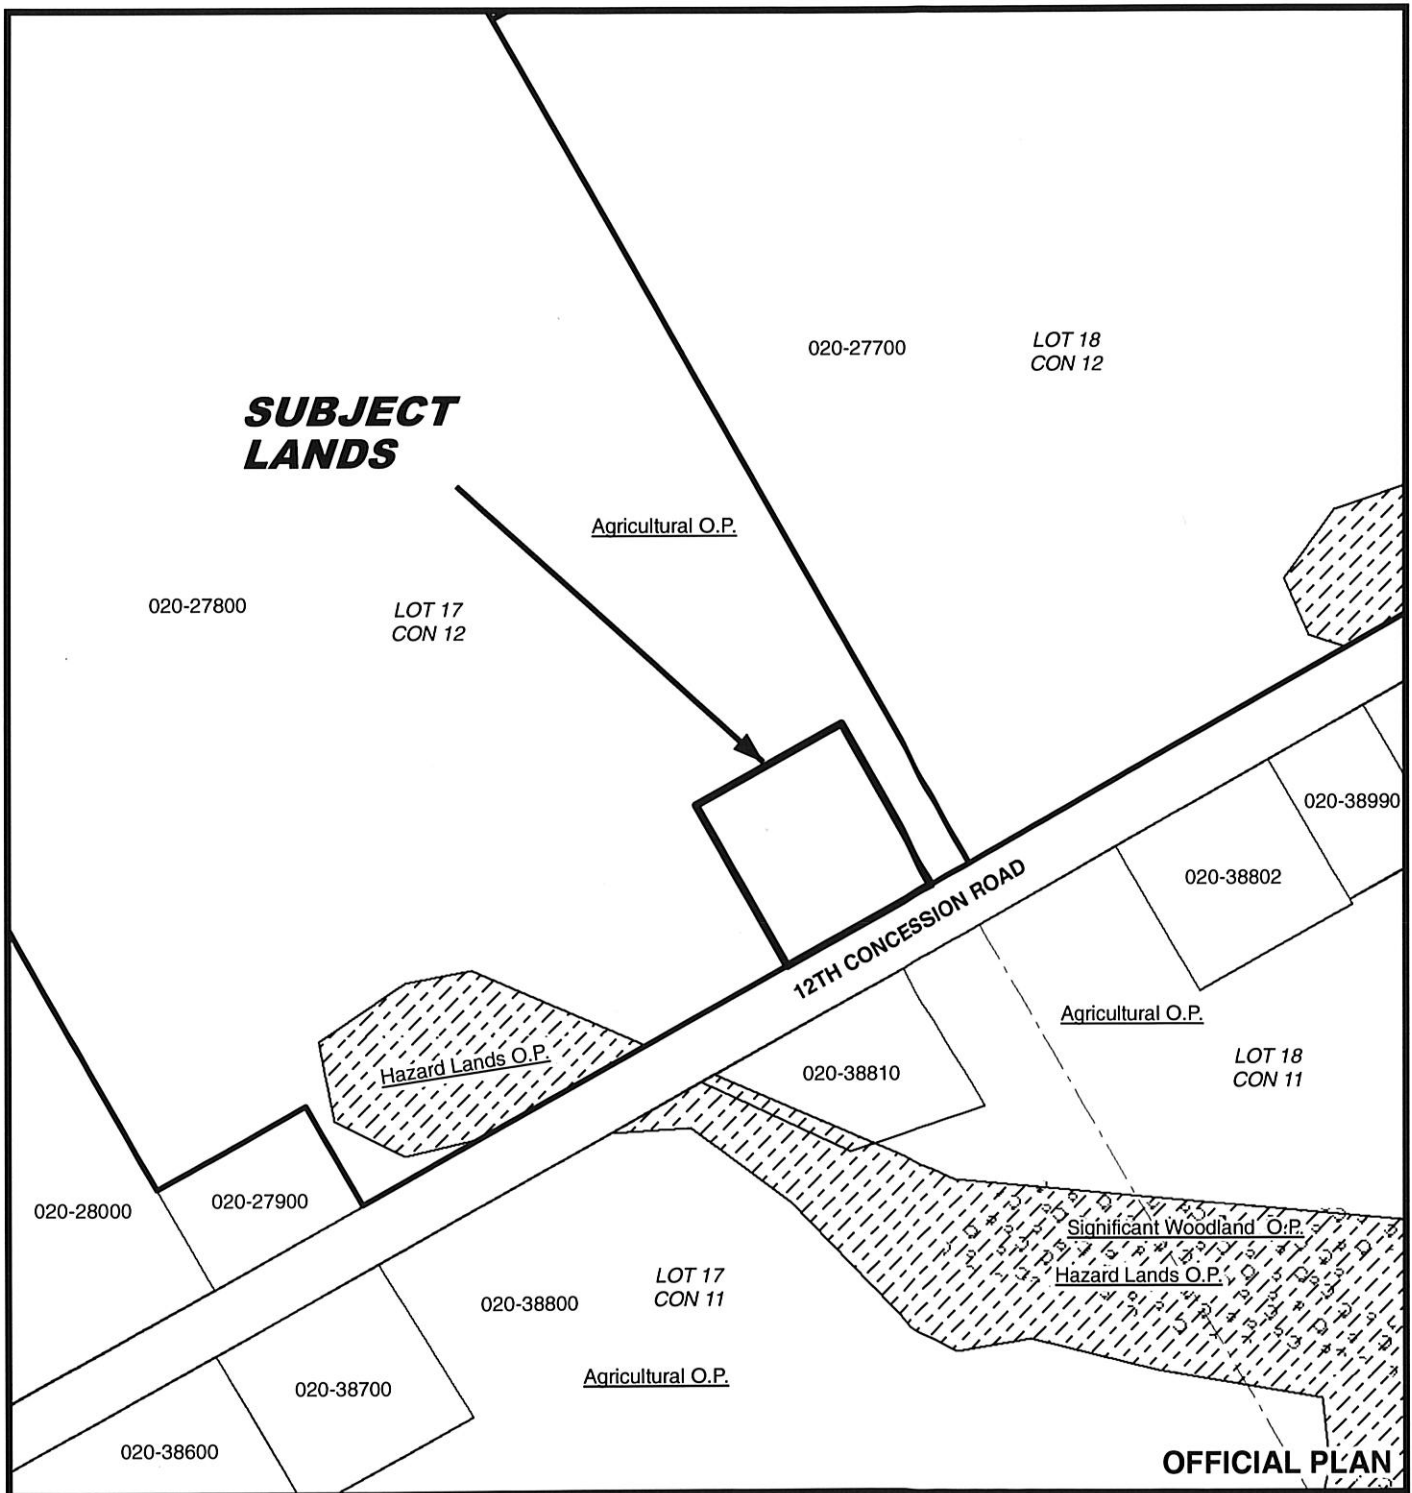 020-27700
LOT 18
CON 12
SUBJECT
LANDS
Agricultural O.P.
020-27800
LOT 17
CON 12
020-38990
020-38802
12TH CONCESSION ROAD
Agricultural O.P.
Hazard Lands O.P.
020-38810
LOT 18
CON 11
020-28000
020-27900
Significant Woodland O.P.
Hazard Lands O.P.
020-38800
LOT 17
CON 11
Agricultural O.P.
020-38700
020-38600
OFFICIAL PLAN